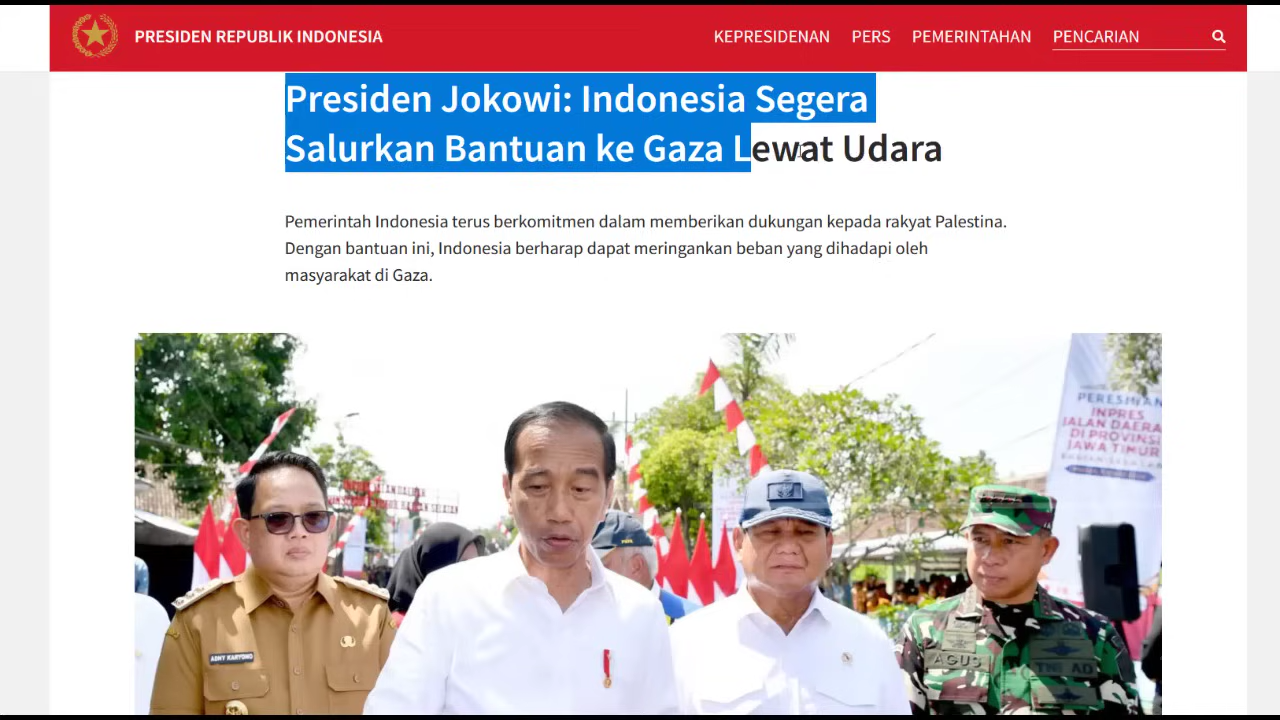 PRESIDEN REPUBLIK INDONESIA
KEPRESIDENAN PERS PEMERINTAHAN PENCARIAN
Presiden Jokowi: Indonesia Segera
Salurkan Bantuan ke Gaza Lewat Udara
Pemerintah Indonesia terus berkomitmen dalam memberikan dukungan kepada rakyat Palestina.
Dengan bantuan ini, Indonesia berharap dapat meringankan beban yang dihadapi oleh
masyarakat di Gaza.
PERESMIAN
INPRES
JALAN DAERA
DI PROVINSI
JAWA TIMUR
ADHY KARYONO
AGUS
TNI AD